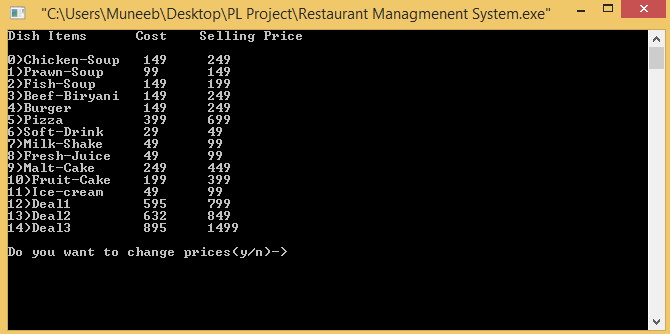 "C:\Users\Muneeb\Desktop\PL Project\Restaurant Managmenent System.exe"
Dish Items Cost Selling Price
0)Chicken-Soup 149 249
1)Prawn-Soup 99 149
2)Fish-Soup 149 199
3)Beef-Biryani 149 249
4)Burger 149 249
5)Pizza 399 699
6)Soft-Drink 29 49
7)Milk-Shake 49 99
8)Fresh-Juice 49 99
9)Malt-Cake 249 449
10)Fruit-Cake 199 399
11)Ice-cream 49 99
12)Deal1 595 799
13)Deal2 632 849
14)Deal3 895 1499
Do you want to change prices(y/n)->